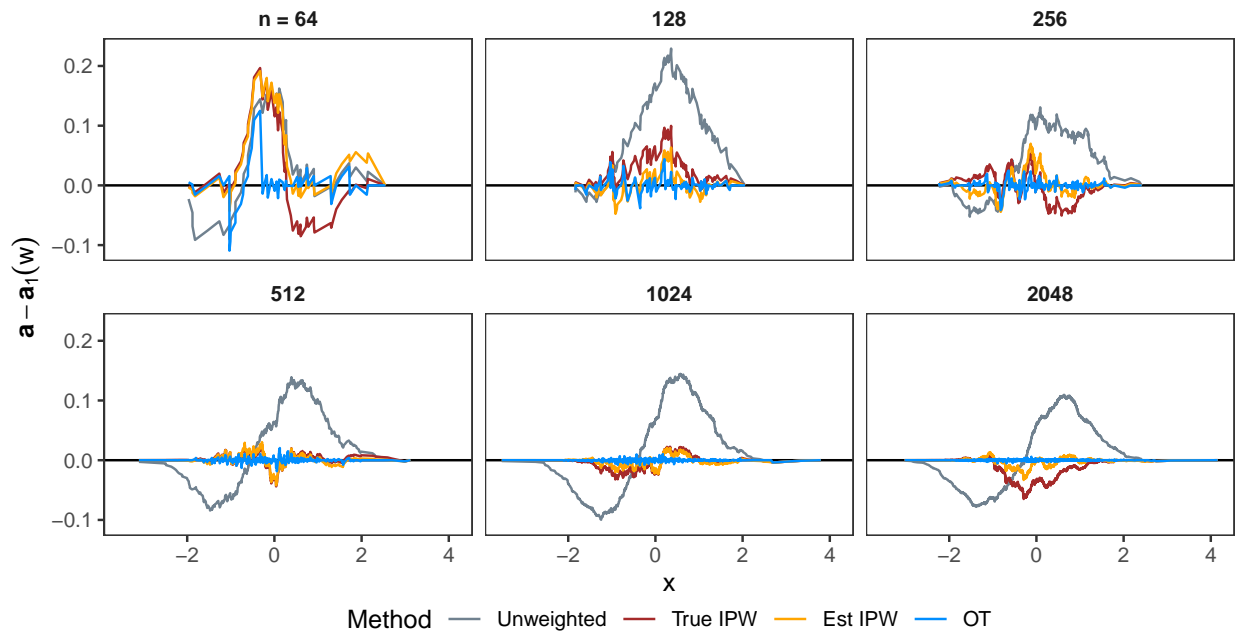 n = 64 128 256
0.2
0.1
0.0
−0.1
a − a₁(w)
512 1024 2048
0.2
0.1
0.0
−0.1
−2 0 2 4 −2 0 2 4 −2 0 2 4
x
Method Unweighted True IPW Est IPW OT